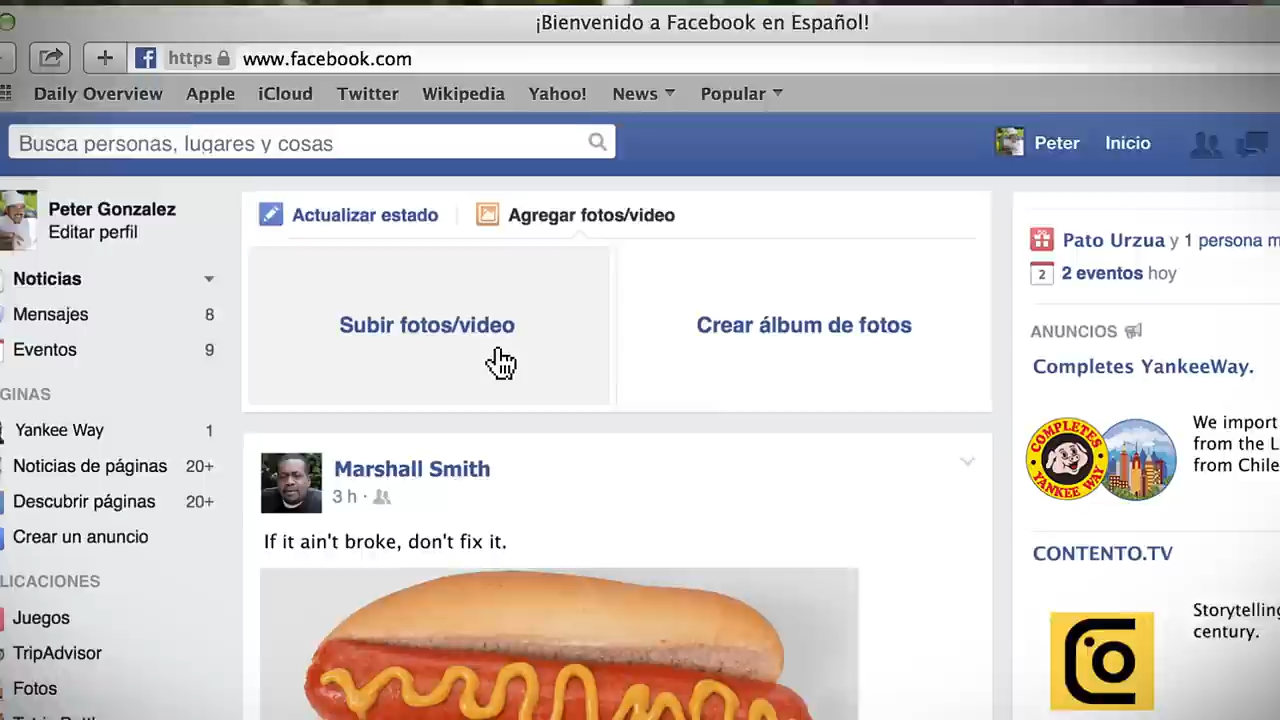 ¡Bienvenido a Facebook en Español!
https www.facebook.com
Daily Overview Apple iCloud Twitter Wikipedia Yahoo! News Popular
Busca personas, lugares y cosas
Peter Inicio
Peter Gonzalez
Editar perfil
Noticias
Mensajes 8
Eventos 9
GINAS
Yankee Way 1
Noticias de páginas 20+
Descubrir páginas 20+
Crear un anuncio
LICACIONES
Juegos
TripAdvisor
Fotos
Actualizar estado
Agregar fotos/video
Subir fotos/video
Crear álbum de fotos
Marshall Smith
3 h ·
If it ain't broke, don't fix it.
Pato Urzua y 1 persona m
2
2 eventos hoy
ANUNCIOS
Completes YankeeWay.
COMPLETES
YANKEE WAY
We import
from the L
from Chile
CONTENTO.TV
Storytelling
century.